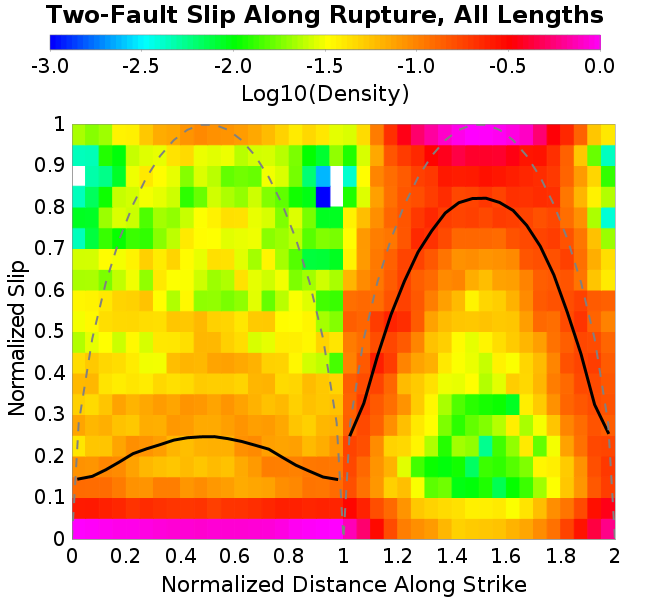 Two-Fault Slip Along Rupture, All Lengths
-3.0 -2.5 -2.0 -1.5 -1.0 -0.5 0.0
Log10(Density)
1
0.9
0.8
0.7
0.6
0.5
0.4
0.3
0.2
0.1
0
Normalized Slip
0 0.2 0.4 0.6 0.8 1 1.2 1.4 1.6 1.8 2
Normalized Distance Along Strike